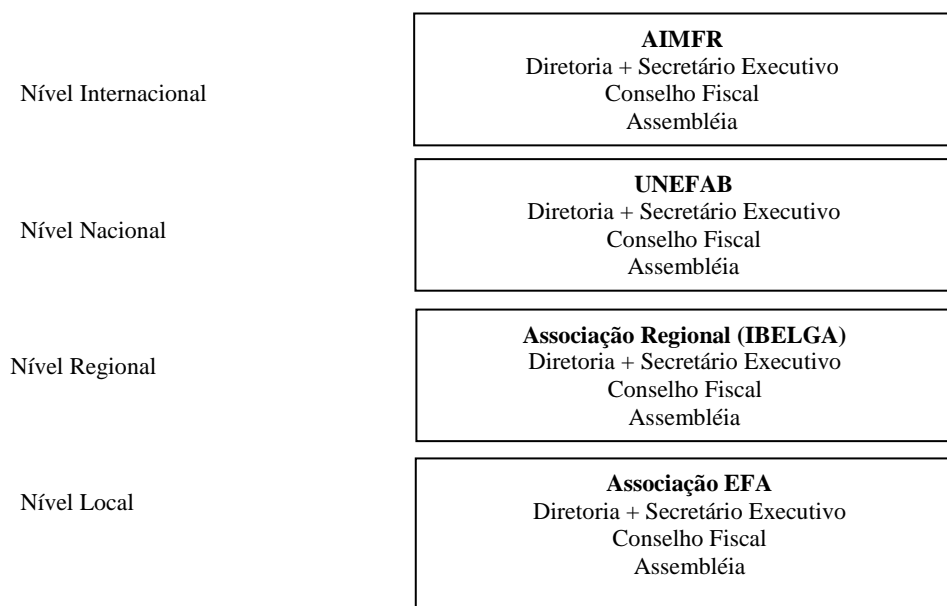 AIMFR
Diretoria + Secretário Executivo
Nível Internacional
Conselho Fiscal
Assembléia
UNEFAB
Diretoria + Secretário Executivo
Nível Nacional
Conselho Fiscal
Assembléia
Associação Regional (IBELGA)
Diretoria + Secretário Executivo
Nível Regional
Conselho Fiscal
Assembléia
Associação EFA
Nível Local
Diretoria + Secretário Executivo
Conselho Fiscal
Assembléia